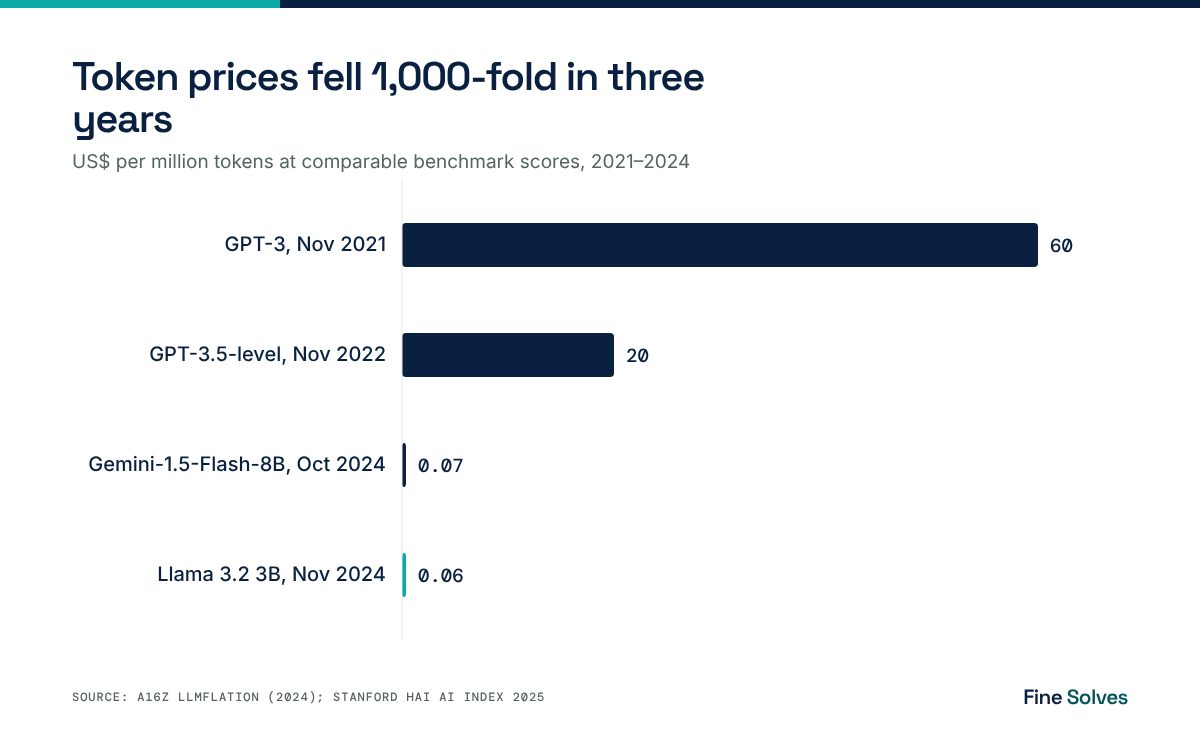 Token prices fell 1,000-fold in three
years
US$ per million tokens at comparable benchmark scores, 2021–2024
GPT-3, Nov 2021 60
GPT-3.5-level, Nov 2022 20
Gemini-1.5-Flash-8B, Oct 2024 0.07
Llama 3.2 3B, Nov 2024 0.06
SOURCE: A16Z LLMFLATION (2024); STANFORD HAI AI INDEX 2025
Fine Solves